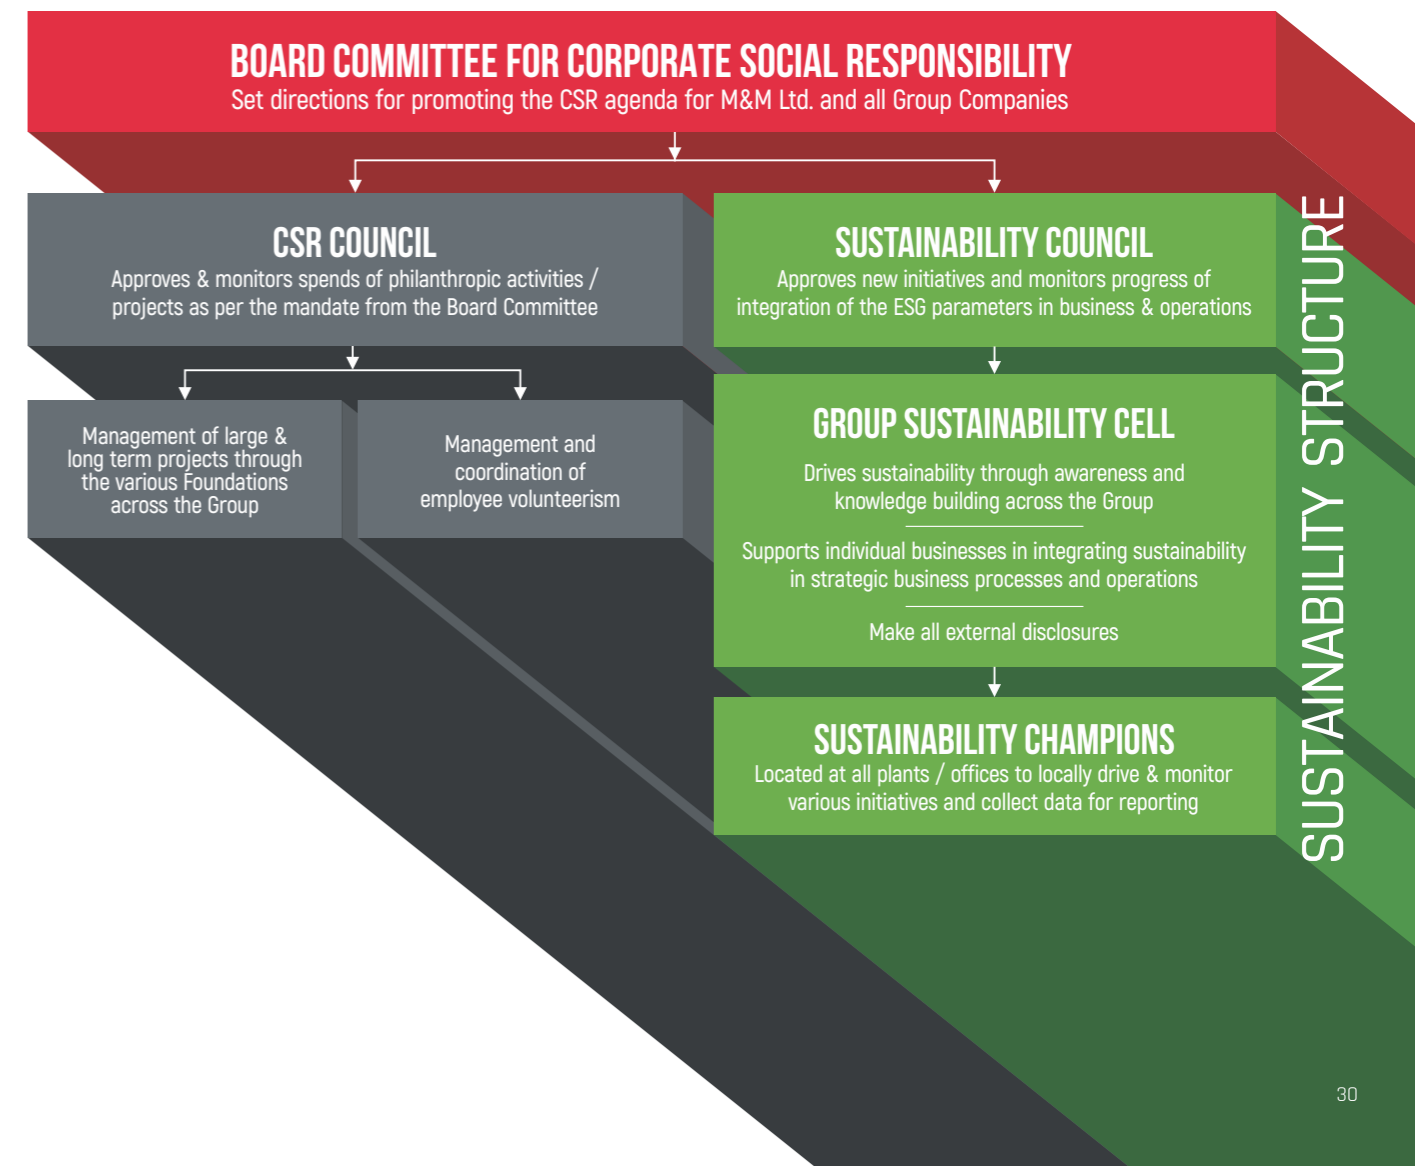 BOARD COMMITTEE FOR CORPORATE SOCIAL RESPONSIBILITY
Set directions for promoting the CSR agenda for M&M Ltd. and all Group Companies
CSR COUNCIL
Approves & monitors spends of philanthropic activities /
projects as per the mandate from the Board Committee
Management of large &
long term projects through
the various Foundations
across the Group
Management and
coordination of
employee volunteerism
SUSTAINABILITY COUNCIL
Approves new initiatives and monitors progress of
integration of the ESG parameters in business & operations
GROUP SUSTAINABILITY CELL
Drives sustainability through awareness and
knowledge building across the Group
Supports individual businesses in integrating sustainability
in strategic business processes and operations
Make all external disclosures
SUSTAINABILITY CHAMPIONS
Located at all plants / offices to locally drive & monitor
various initiatives and collect data for reporting
SUSTAINABILITY STRUCTURE
30